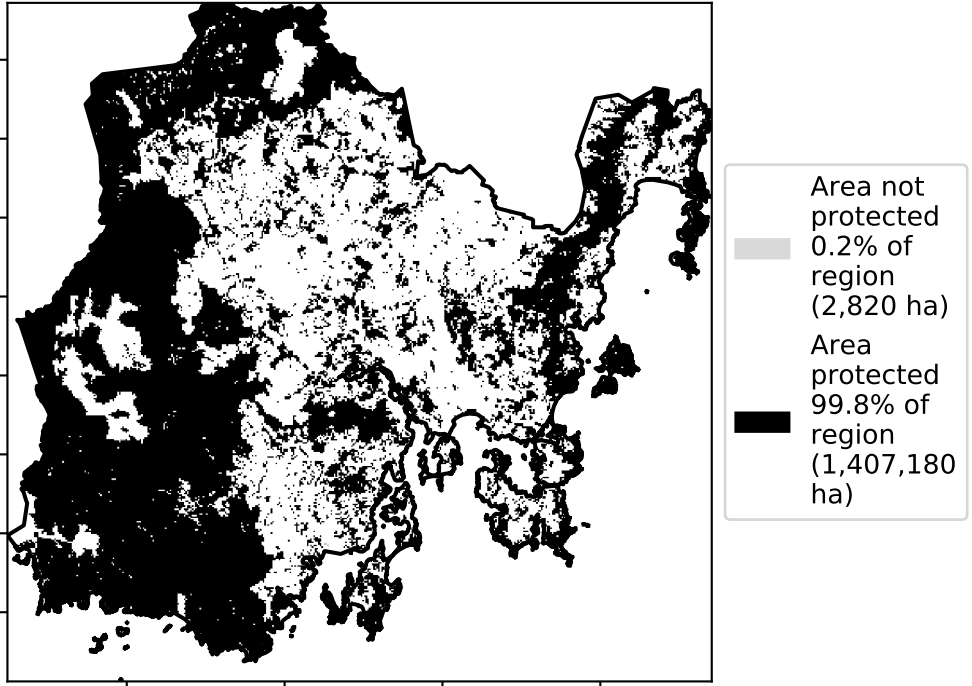 Area not
protected
0.2% of
region
(2,820 ha)
Area
protected
99.8% of
region
(1,407,180
ha)